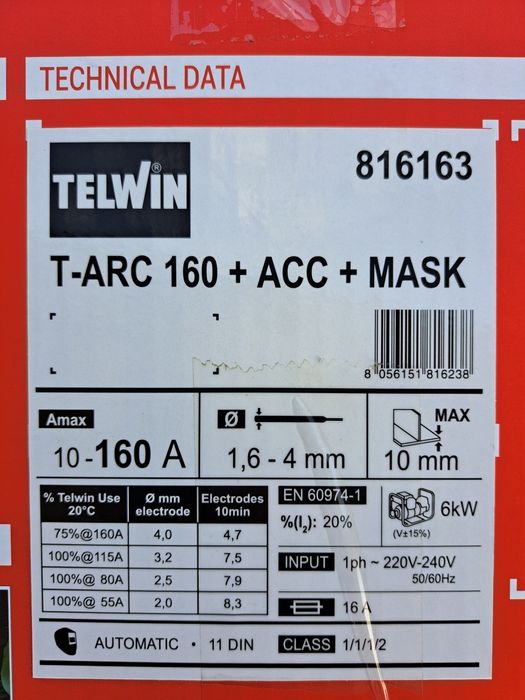 TECHNICAL DATA
TELWIN®
816163
T-ARC 160 + ACC + MASK
8 056151 816238
Amax
10 - 160 A
Ø
1,6 - 4 mm
MAX
10 mm
% Telwin Use 20°C Ø mm electrode Electrodes 10min
75%@160A 4,0 4,7
100%@115A 3,2 7,5
100%@ 80A 2,5 7,9
100%@ 55A 2,0 8,3
EN 60974-1
%(I₂): 20%
6kW
(V±15%)
INPUT 1ph ~ 220V-240V
50/60Hz
16 A
AUTOMATIC • 11 DIN
CLASS 1/1/1/2